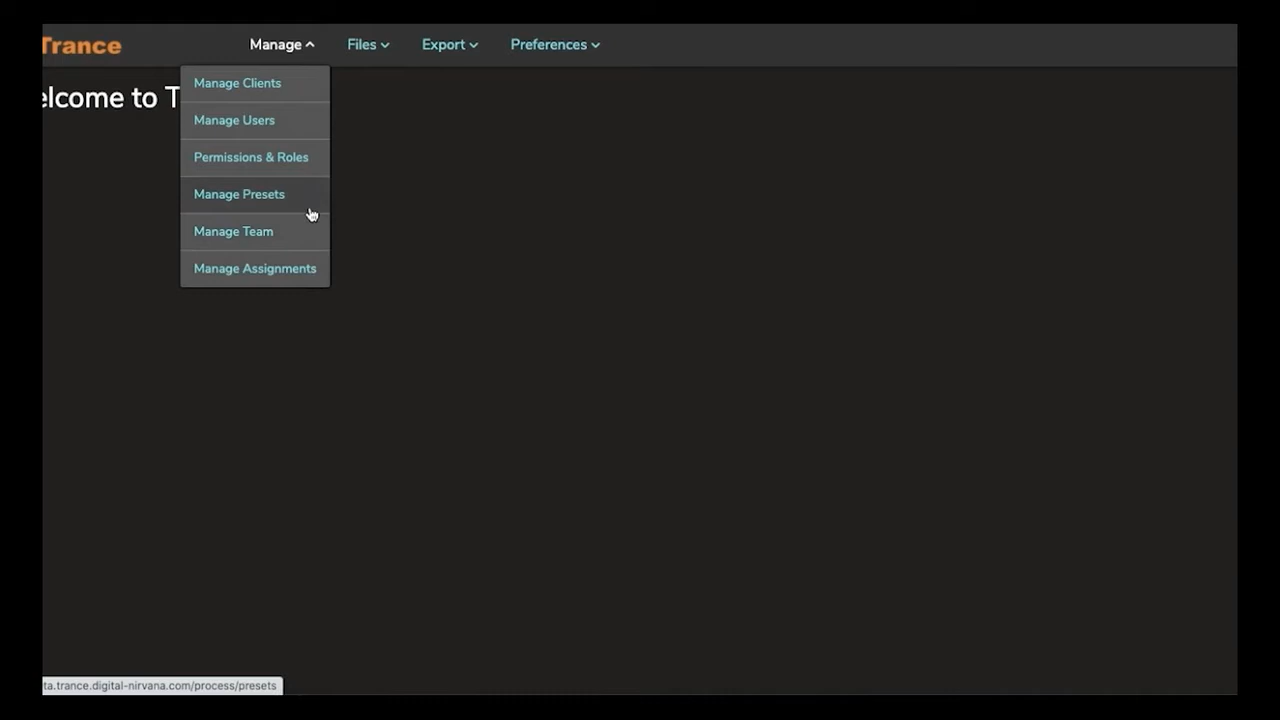 Trance
Manage
Files
Export
Preferences
elcome to T
Manage Clients
Manage Users
Permissions & Roles
Manage Presets
Manage Team
Manage Assignments
ta.trance.digital-nirvana.com/process/presets